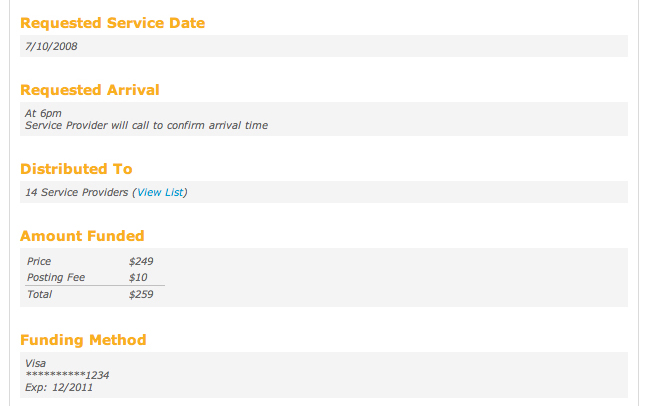 Requested Service Date
7/10/2008
Requested Arrival
At 6pm
Service Provider will call to confirm arrival time
Distributed To
14 Service Providers (View List)
Amount Funded
Price $249
Posting Fee $10
Total $259
Funding Method
Visa
**********1234
Exp: 12/2011